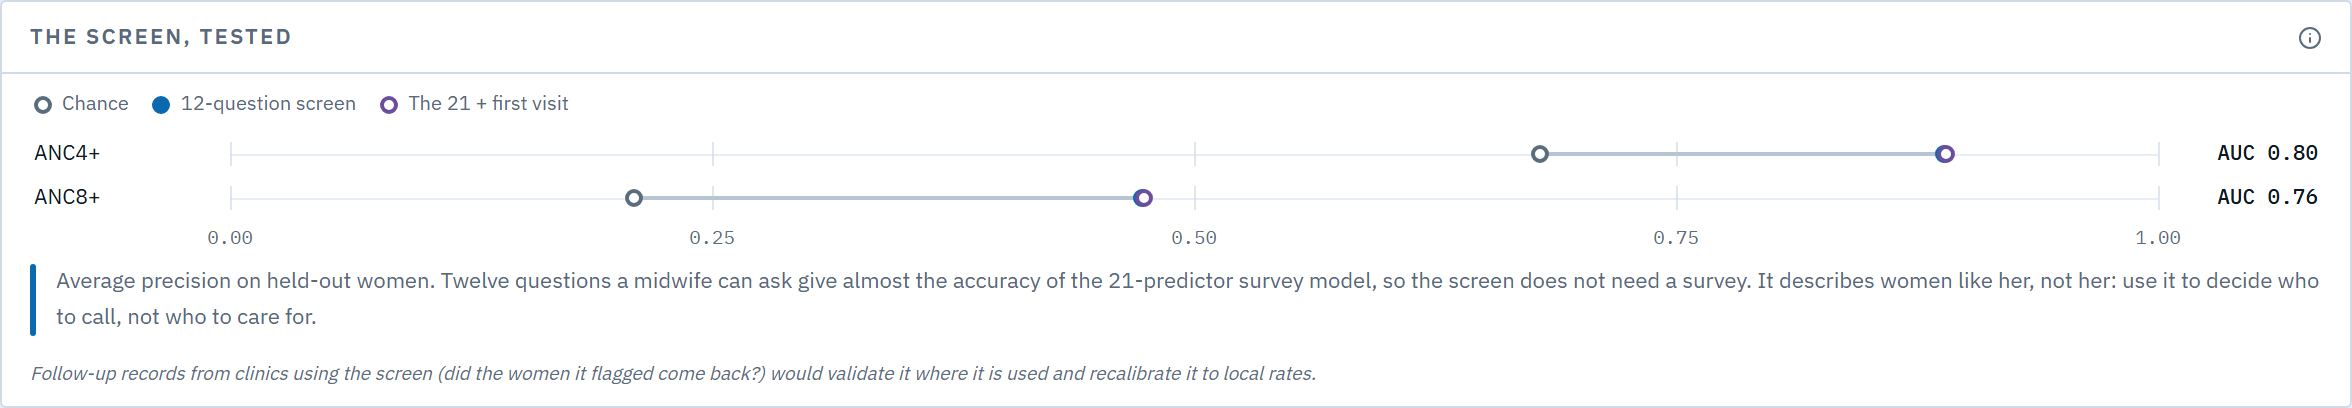 THE SCREEN, TESTED
Chance 12-question screen The 21 + first visit
ANC4+ AUC 0.80
ANC8+ AUC 0.76
0.00 0.25 0.50 0.75 1.00
Average precision on held-out women. Twelve questions a midwife can ask give almost the accuracy of the 21-predictor survey model, so the screen does not need a survey. It describes women like her, not her: use it to decide who
to call, not who to care for.
Follow-up records from clinics using the screen (did the women it flagged come back?) would validate it where it is used and recalibrate it to local rates.